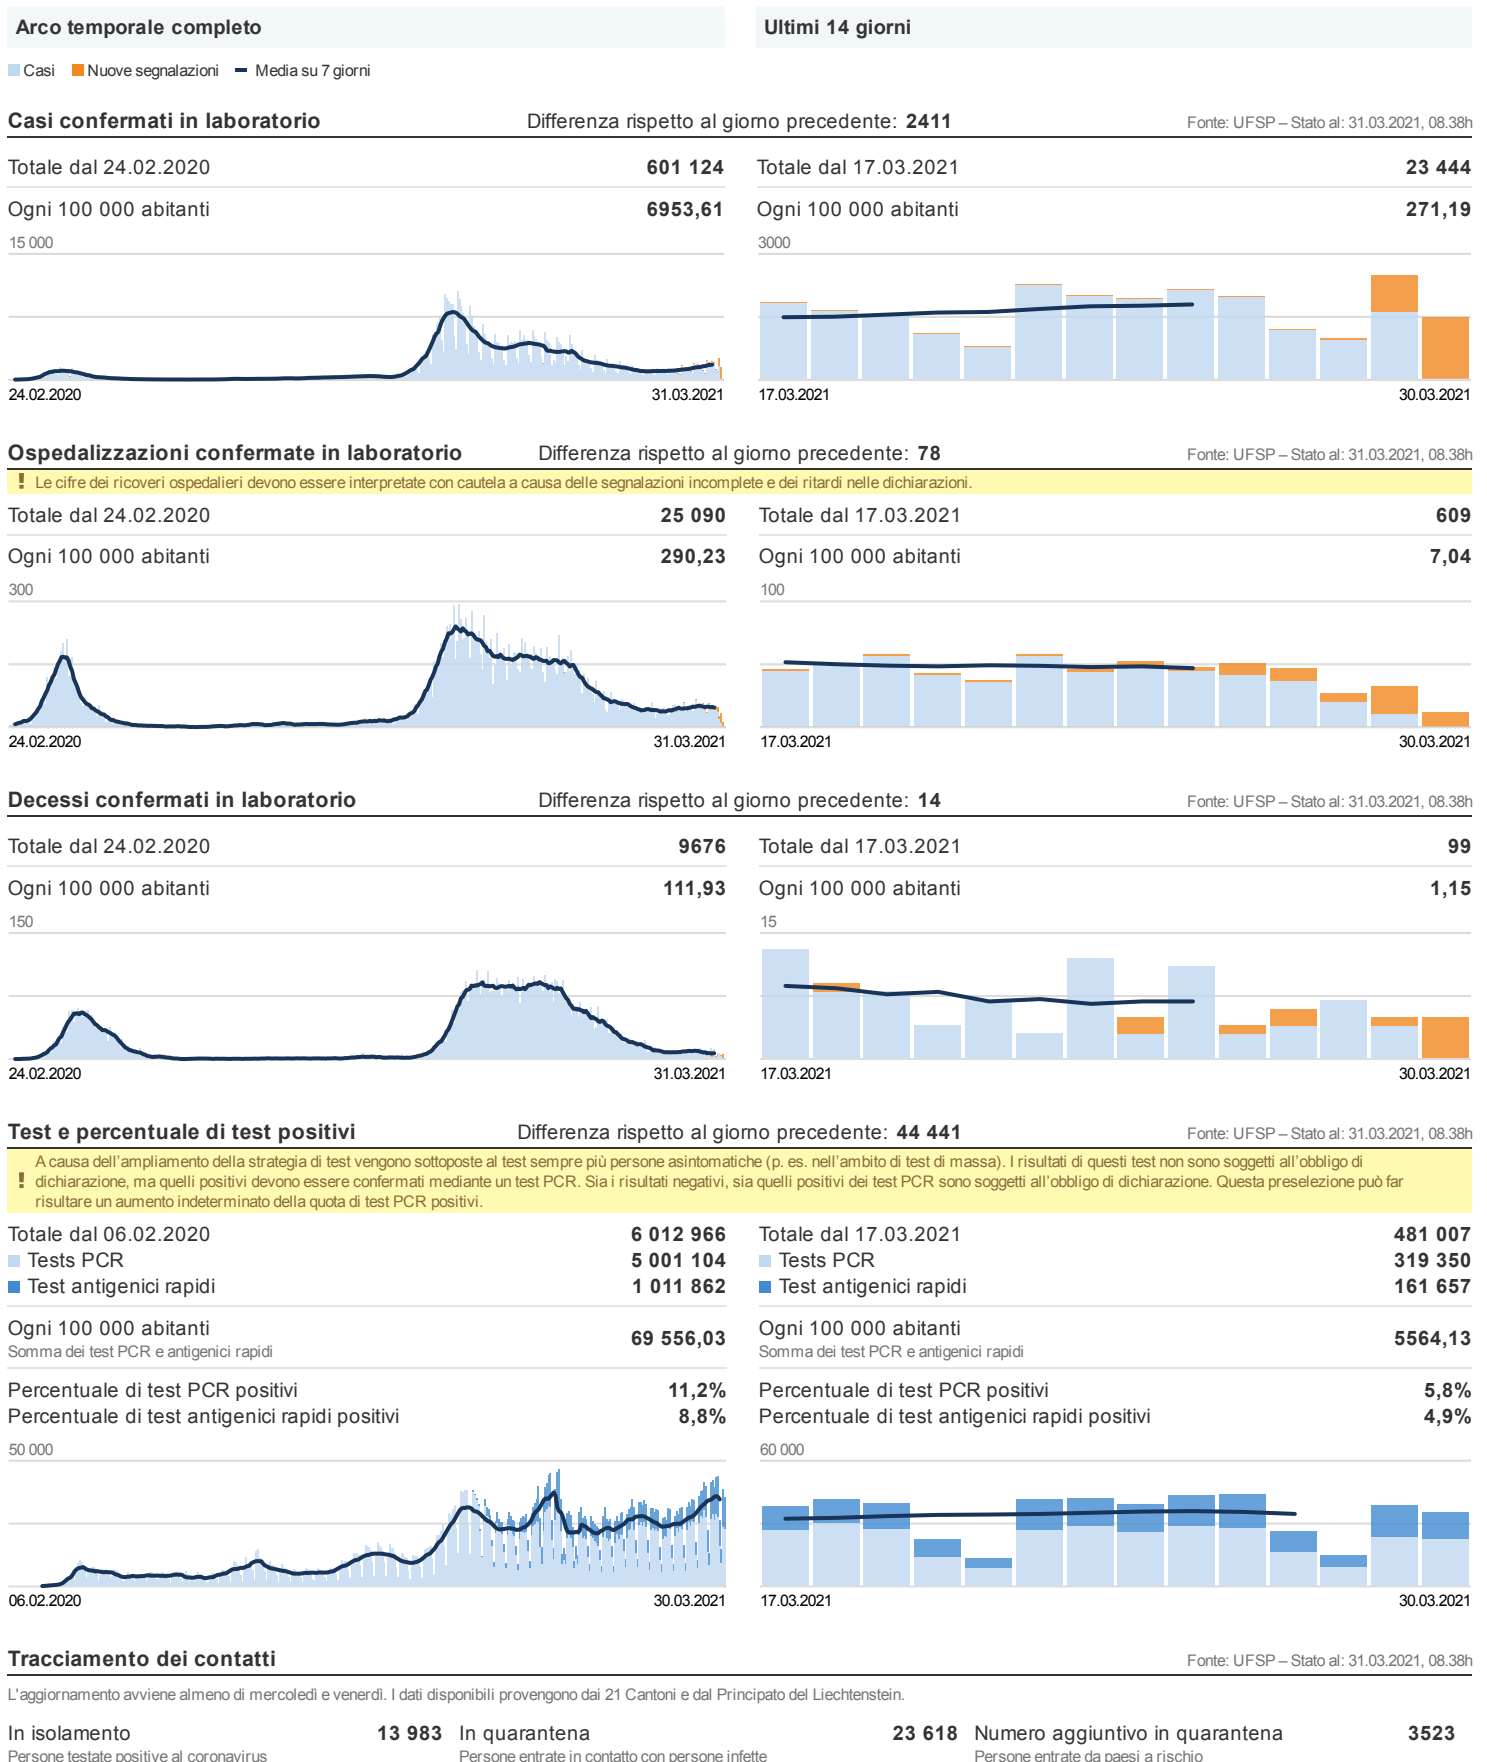 Arco temporale completo
Ultimi 14 giorni
Casi Nuove segnalazioni Media su 7 giorni
Casi confermati in laboratorio Differenza rispetto al giorno precedente: 2411 Fonte: UFSP – Stato al: 31.03.2021, 08.38h
Totale dal 24.02.2020 601 124
Ogni 100 000 abitanti 6953,61
15 000
24.02.2020 31.03.2021
Totale dal 17.03.2021 23 444
Ogni 100 000 abitanti 271,19
3000
17.03.2021 30.03.2021
Ospedalizzazioni confermate in laboratorio Differenza rispetto al giorno precedente: 78 Fonte: UFSP – Stato al: 31.03.2021, 08.38h
! Le cifre dei ricoveri ospedalieri devono essere interpretate con cautela a causa delle segnalazioni incomplete e dei ritardi nelle dichiarazioni.
Totale dal 24.02.2020 25 090
Ogni 100 000 abitanti 290,23
300
24.02.2020 31.03.2021
Totale dal 17.03.2021 609
Ogni 100 000 abitanti 7,04
100
17.03.2021 30.03.2021
Decessi confermati in laboratorio Differenza rispetto al giorno precedente: 14 Fonte: UFSP – Stato al: 31.03.2021, 08.38h
Totale dal 24.02.2020 9676
Ogni 100 000 abitanti 111,93
150
24.02.2020 31.03.2021
Totale dal 17.03.2021 99
Ogni 100 000 abitanti 1,15
15
17.03.2021 30.03.2021
Test e percentuale di test positivi Differenza rispetto al giorno precedente: 44 441 Fonte: UFSP – Stato al: 31.03.2021, 08.38h
A causa dell'ampliamento della strategia di test vengono sottoposte al test sempre più persone asintomatiche (p. es. nell'ambito di test di massa). I risultati di questi test non sono soggetti all'obbligo di
! dichiarazione, ma quelli positivi devono essere confermati mediante un test PCR. Sia i risultati negativi, sia quelli positivi dei test PCR sono soggetti all'obbligo di dichiarazione. Questa preselezione può far
risultare un aumento indeterminato della quota di test PCR positivi.
Totale dal 06.02.2020 6 012 966
Tests PCR 5 001 104
Test antigenici rapidi 1 011 862
Ogni 100 000 abitanti 69 556,03
Somma dei test PCR e antigenici rapidi
Percentuale di test PCR positivi 11,2%
Percentuale di test antigenici rapidi positivi 8,8%
50 000
06.02.2020 30.03.2021
Totale dal 17.03.2021 481 007
Tests PCR 319 350
Test antigenici rapidi 161 657
Ogni 100 000 abitanti 5564,13
Somma dei test PCR e antigenici rapidi
Percentuale di test PCR positivi 5,8%
Percentuale di test antigenici rapidi positivi 4,9%
60 000
17.03.2021 30.03.2021
Tracciamento dei contatti Fonte: UFSP – Stato al: 31.03.2021, 08.38h
L'aggiornamento avviene almeno di mercoledì e venerdì. I dati disponibili provengono dai 21 Cantoni e dal Principato del Liechtenstein.
In isolamento 13 983
Persone testate positive al coronavirus
In quarantena 23 618
Persone entrate in contatto con persone infette
Numero aggiuntivo in quarantena 3523
Persone entrate da paesi a rischio